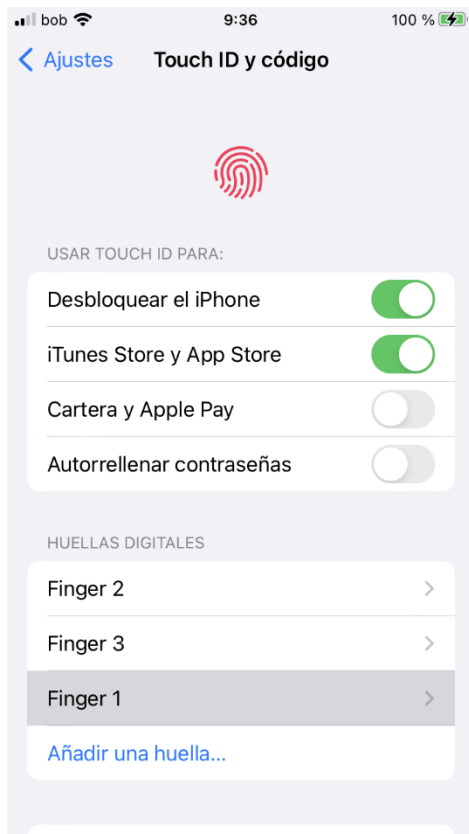 bob 9:36 100 %
Ajustes Touch ID y código
USAR TOUCH ID PARA:
Desbloquear el iPhone
iTunes Store y App Store
Cartera y Apple Pay
Autorrellenar contraseñas
HUELLAS DIGITALES
Finger 2
Finger 3
Finger 1
Añadir una huella...